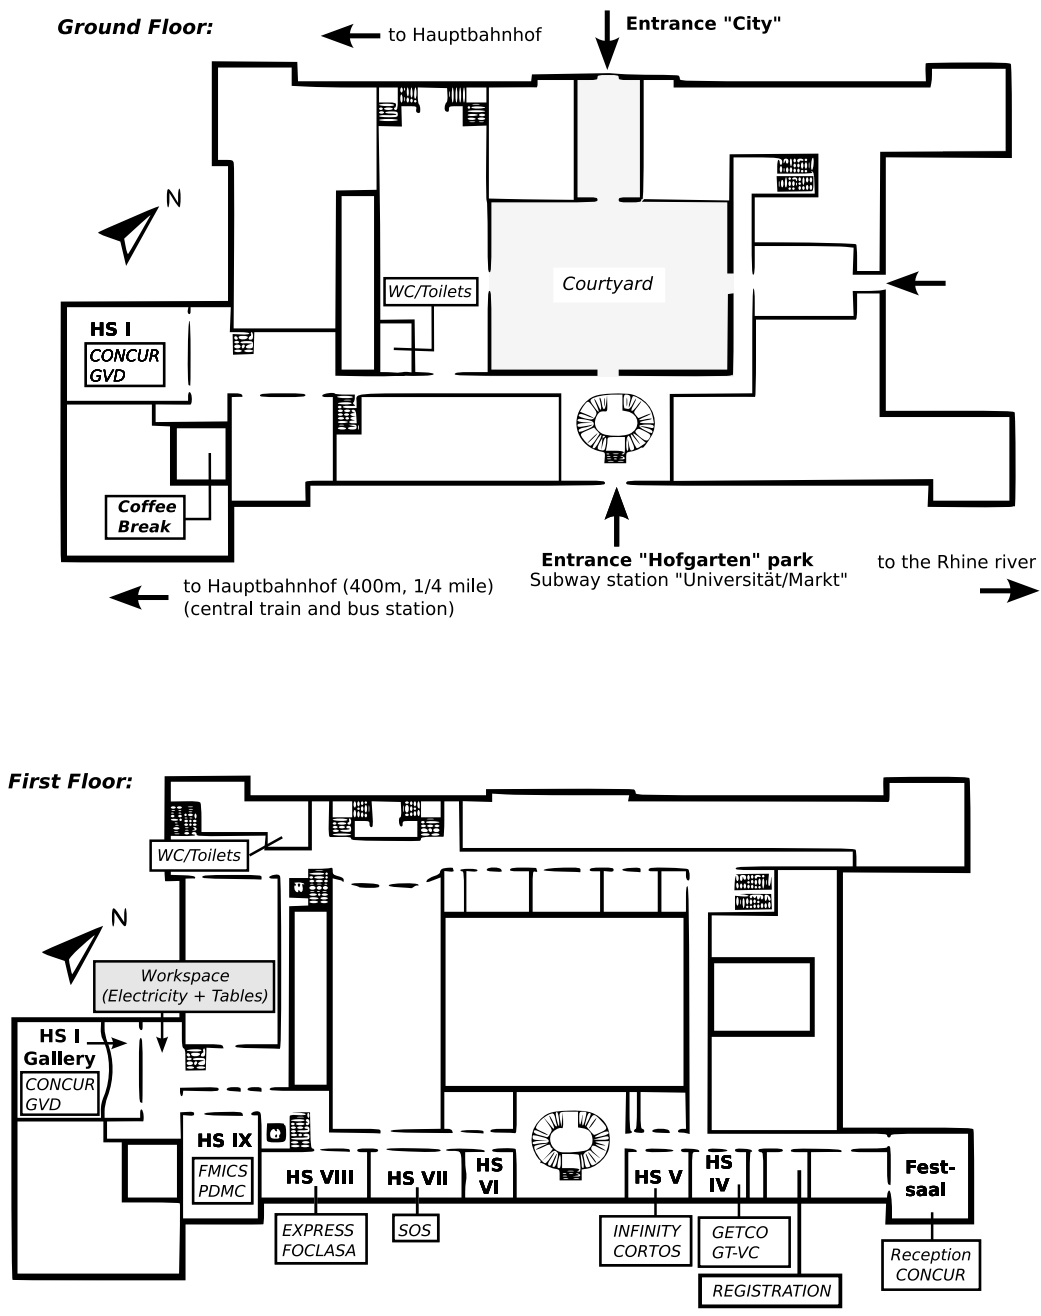 Ground Floor:
to Hauptbahnhof
Entrance "City"
N
WC/Toilets
Courtyard
HS I
CONCUR
GVD
Coffee
Break
Entrance "Hofgarten" park
Subway station "Universität/Markt"
to the Rhine river
to Hauptbahnhof (400m, 1/4 mile)
(central train and bus station)
First Floor:
WC/Toilets
N
Workspace
(Electricity + Tables)
HS I
Gallery
CONCUR
GVD
HS IX
FMICS
PDMC
HS VIII
HS VII
HS
VI
HS V
HS
IV
Fest-
saal
EXPRESS
FOCLASA
SOS
INFINITY
CORTOS
GETCO
GT-VC
REGISTRATION
Reception
CONCUR